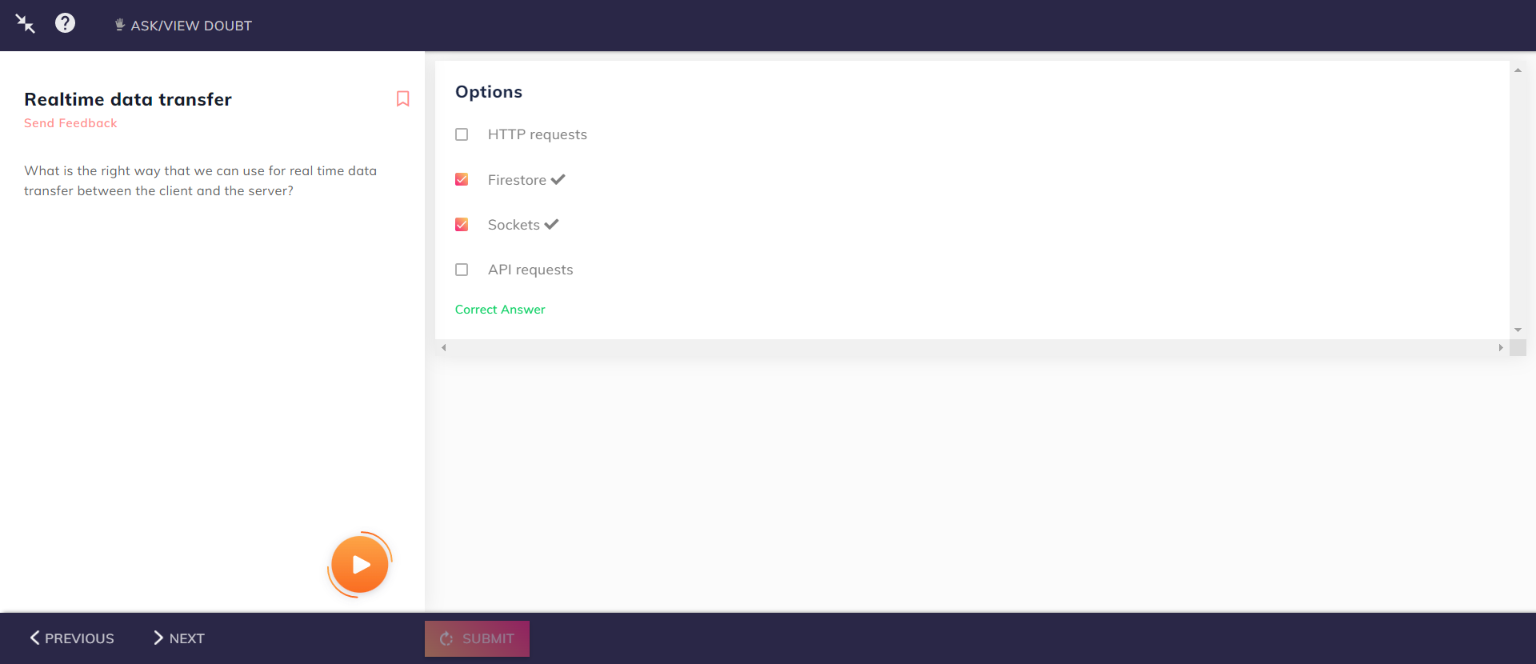 ASK/VIEW DOUBT
Realtime data transfer
Send Feedback
What is the right way that we can use for real time data
transfer between the client and the server?
Options
HTTP requests
Firestore
Sockets
API requests
Correct Answer
PREVIOUS
NEXT
SUBMIT